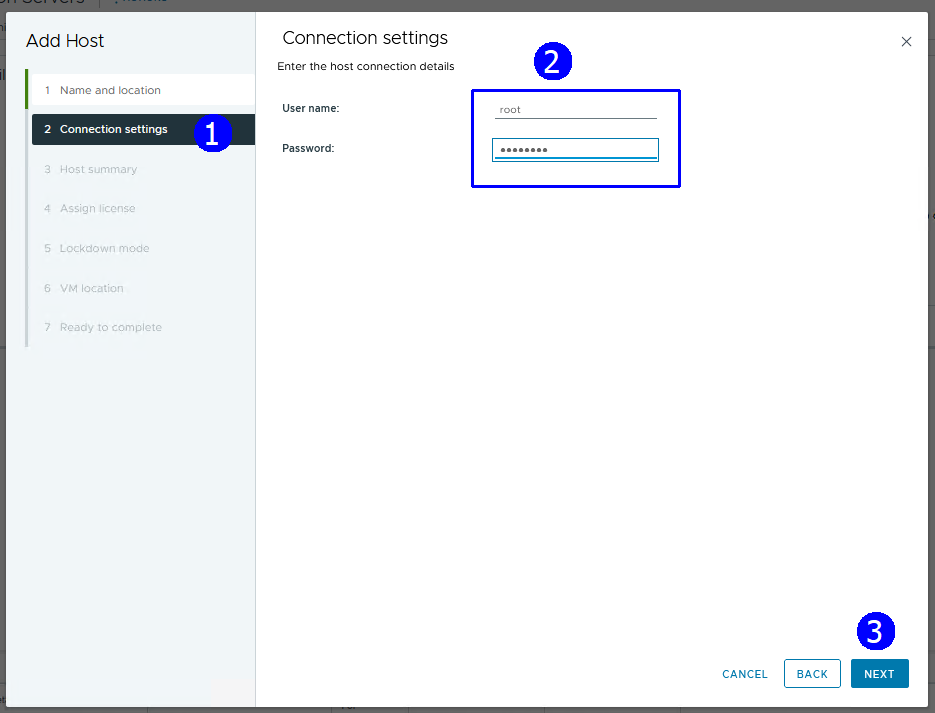 Add Host
1 Name and location
2 Connection settings
1
3 Host summary
4 Assign license
5 Lockdown mode
6 VM location
7 Ready to complete
Connection settings
Enter the host connection details
2
User name:
root
Password:
••••••••
3
CANCEL
BACK
NEXT